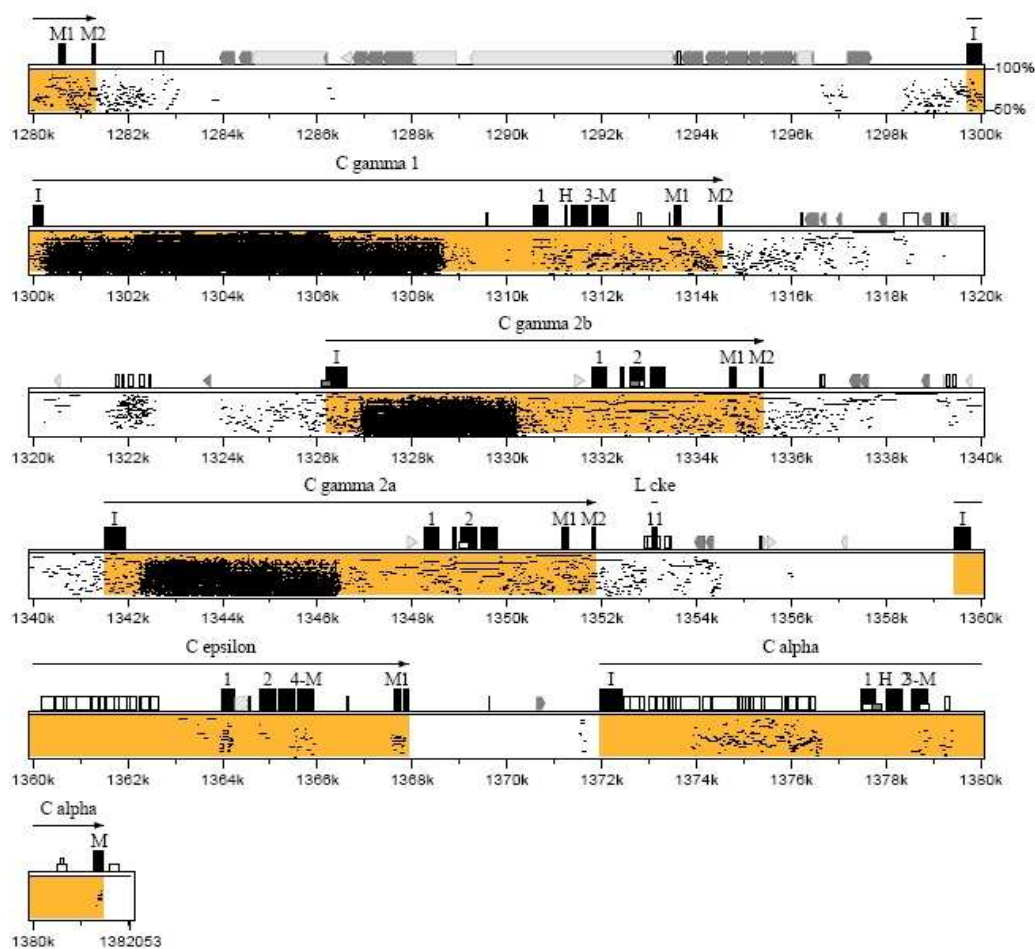 M1 M2 I
100%
50%
1280k 1282k 1284k 1286k 1288k 1290k 1292k 1294k 1296k 1298k 1300k
C gamma 1
I 1 H 3-M M1 M2
1300k 1302k 1304k 1306k 1308k 1310k 1312k 1314k 1316k 1318k 1320k
C gamma 2b
I 1 2 M1 M2
1320k 1322k 1324k 1326k 1328k 1330k 1332k 1334k 1336k 1338k 1340k
C gamma 2a L cke
I 1 2 M1 M2 11 I
1340k 1342k 1344k 1346k 1348k 1350k 1352k 1354k 1356k 1358k 1360k
C epsilon C alpha
1 2 4-M M1 I 1 H 3-M
1360k 1362k 1364k 1366k 1368k 1370k 1372k 1374k 1376k 1378k 1380k
C alpha
M
1380k 1382053